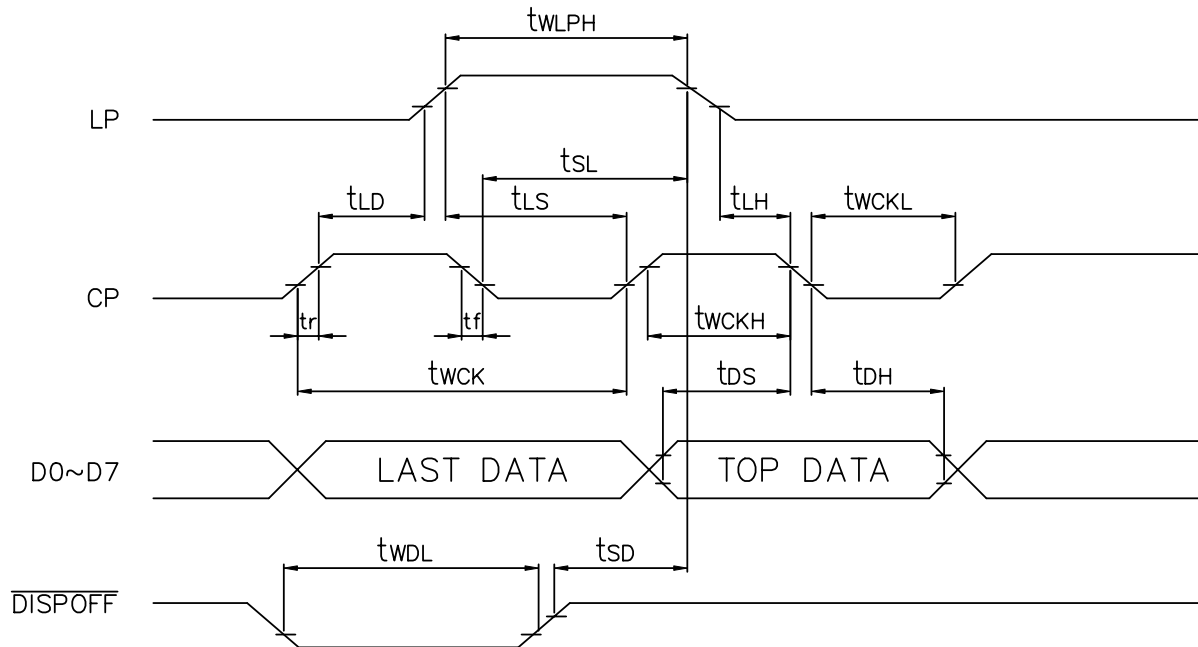 tWLPH
LP
tSL
tLD
tLS
tLH
tWCKL
CP
tr
tf
tWCKH
tWCK
tDS
tDH
D0~D7
LAST DATA
TOP DATA
tWDL
tSD
DISPOFF